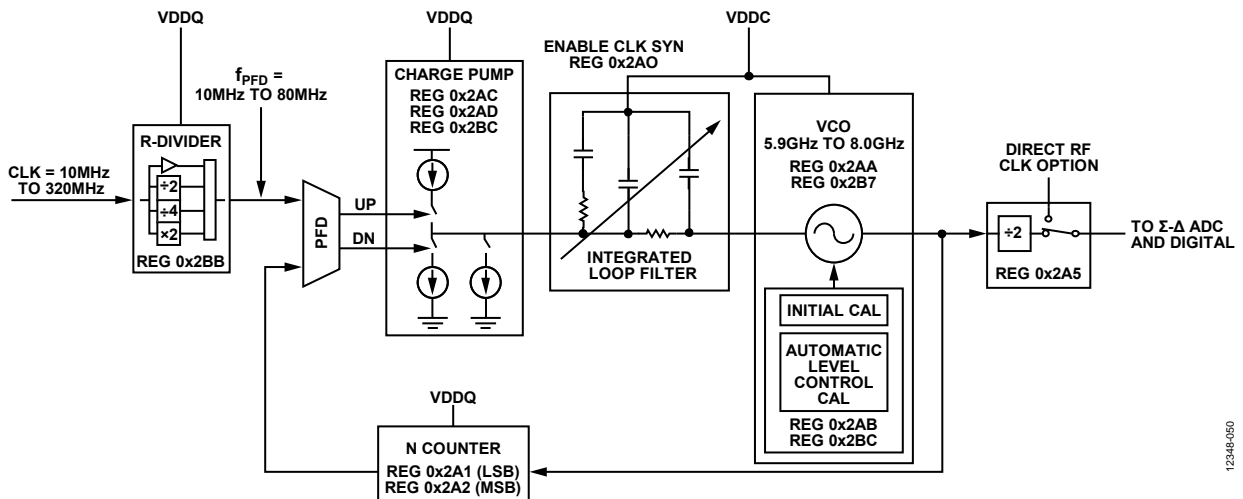 VDDQ
VDDQ
VDDC
ENABLE CLK SYN
REG 0x2AO
f_PFD =
10MHz TO 80MHz
CHARGE PUMP
REG 0x2AC
REG 0x2AD
REG 0x2BC
R-DIVIDER
÷2
÷4
×2
REG 0x2BB
CLK = 10MHz
TO 320MHz
PFD
UP
DN
INTEGRATED
LOOP FILTER
VCO
5.9GHz TO 8.0GHz
REG 0x2AA
REG 0x2B7
DIRECT RF
CLK OPTION
÷2
REG 0x2A5
TO Σ-Δ ADC
AND DIGITAL
INITIAL CAL
AUTOMATIC
LEVEL
CONTROL
CAL
REG 0x2AB
REG 0x2BC
VDDQ
N COUNTER
REG 0x2A1 (LSB)
REG 0x2A2 (MSB)
12348-050